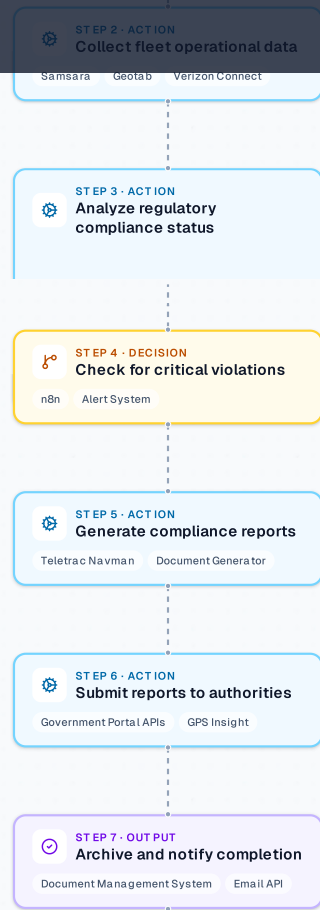 STEP 2 · ACTION
Collect fleet operational data
Samsara Geotab Verizon Connect
STEP 3 · ACTION
Analyze regulatory
compliance status
STEP 4 · DECISION
Check for critical violations
n8n Alert System
STEP 5 · ACTION
Generate compliance reports
Teletrac Navman Document Generator
STEP 6 · ACTION
Submit reports to authorities
Government Portal APIs GPS Insight
STEP 7 · OUTPUT
Archive and notify completion
Document Management System Email API